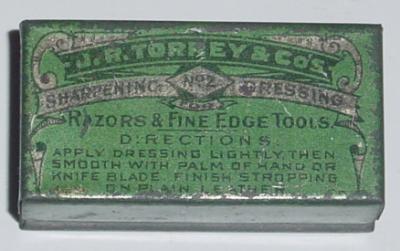 J.R. TORREY & CO'S.
SHARPENING No 2 DRESSING
FOR
RAZORS & FINE EDGE TOOLS.
DIRECTIONS.
APPLY DRESSING LIGHTLY, THEN
SMOOTH WITH PALM OF HAND OR
KNIFE BLADE. FINISH STROPPING
ON PLAIN LEATHER.